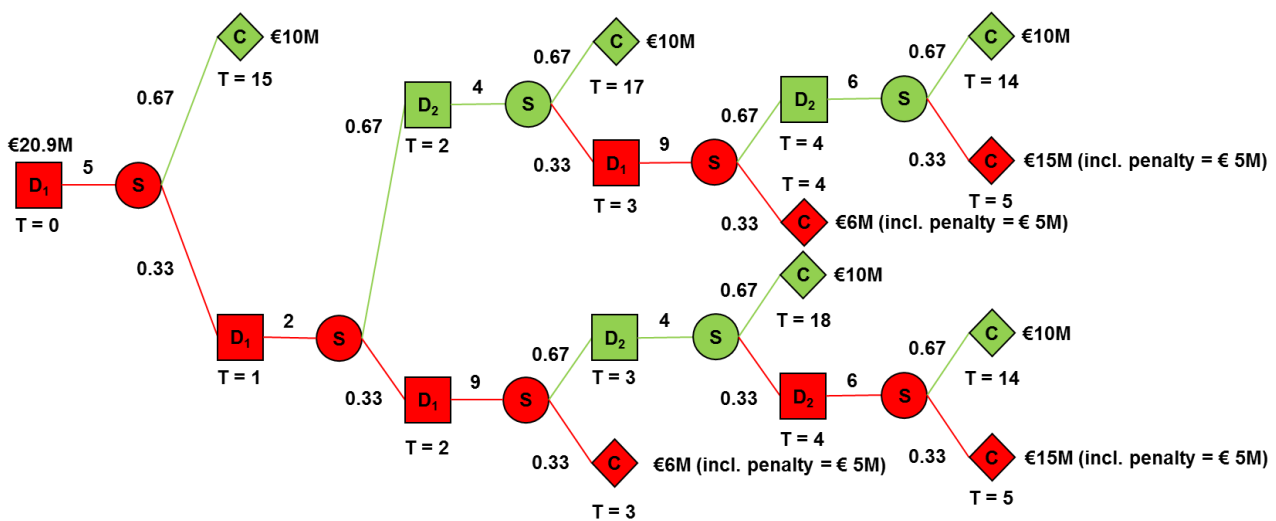 C €10M
T = 15
0.67
€20.9M
5
D1
S
T = 0
0.33
D1
2
S
T = 1
0.67
D2
4
S
T = 2
0.67
C €10M
T = 17
0.33
D1
9
S
T = 3
0.67
D2
6
S
T = 4
0.67
C €10M
T = 14
0.33
C €15M (incl. penalty = € 5M)
T = 5
T = 4
0.33
C €6M (incl. penalty = € 5M)
0.33
D1
9
S
T = 2
0.67
D2
4
S
T = 3
0.67
C €10M
T = 18
0.33
D2
6
S
T = 4
0.67
C €10M
T = 14
0.33
C €15M (incl. penalty = € 5M)
T = 5
0.33
C €6M (incl. penalty = € 5M)
T = 3